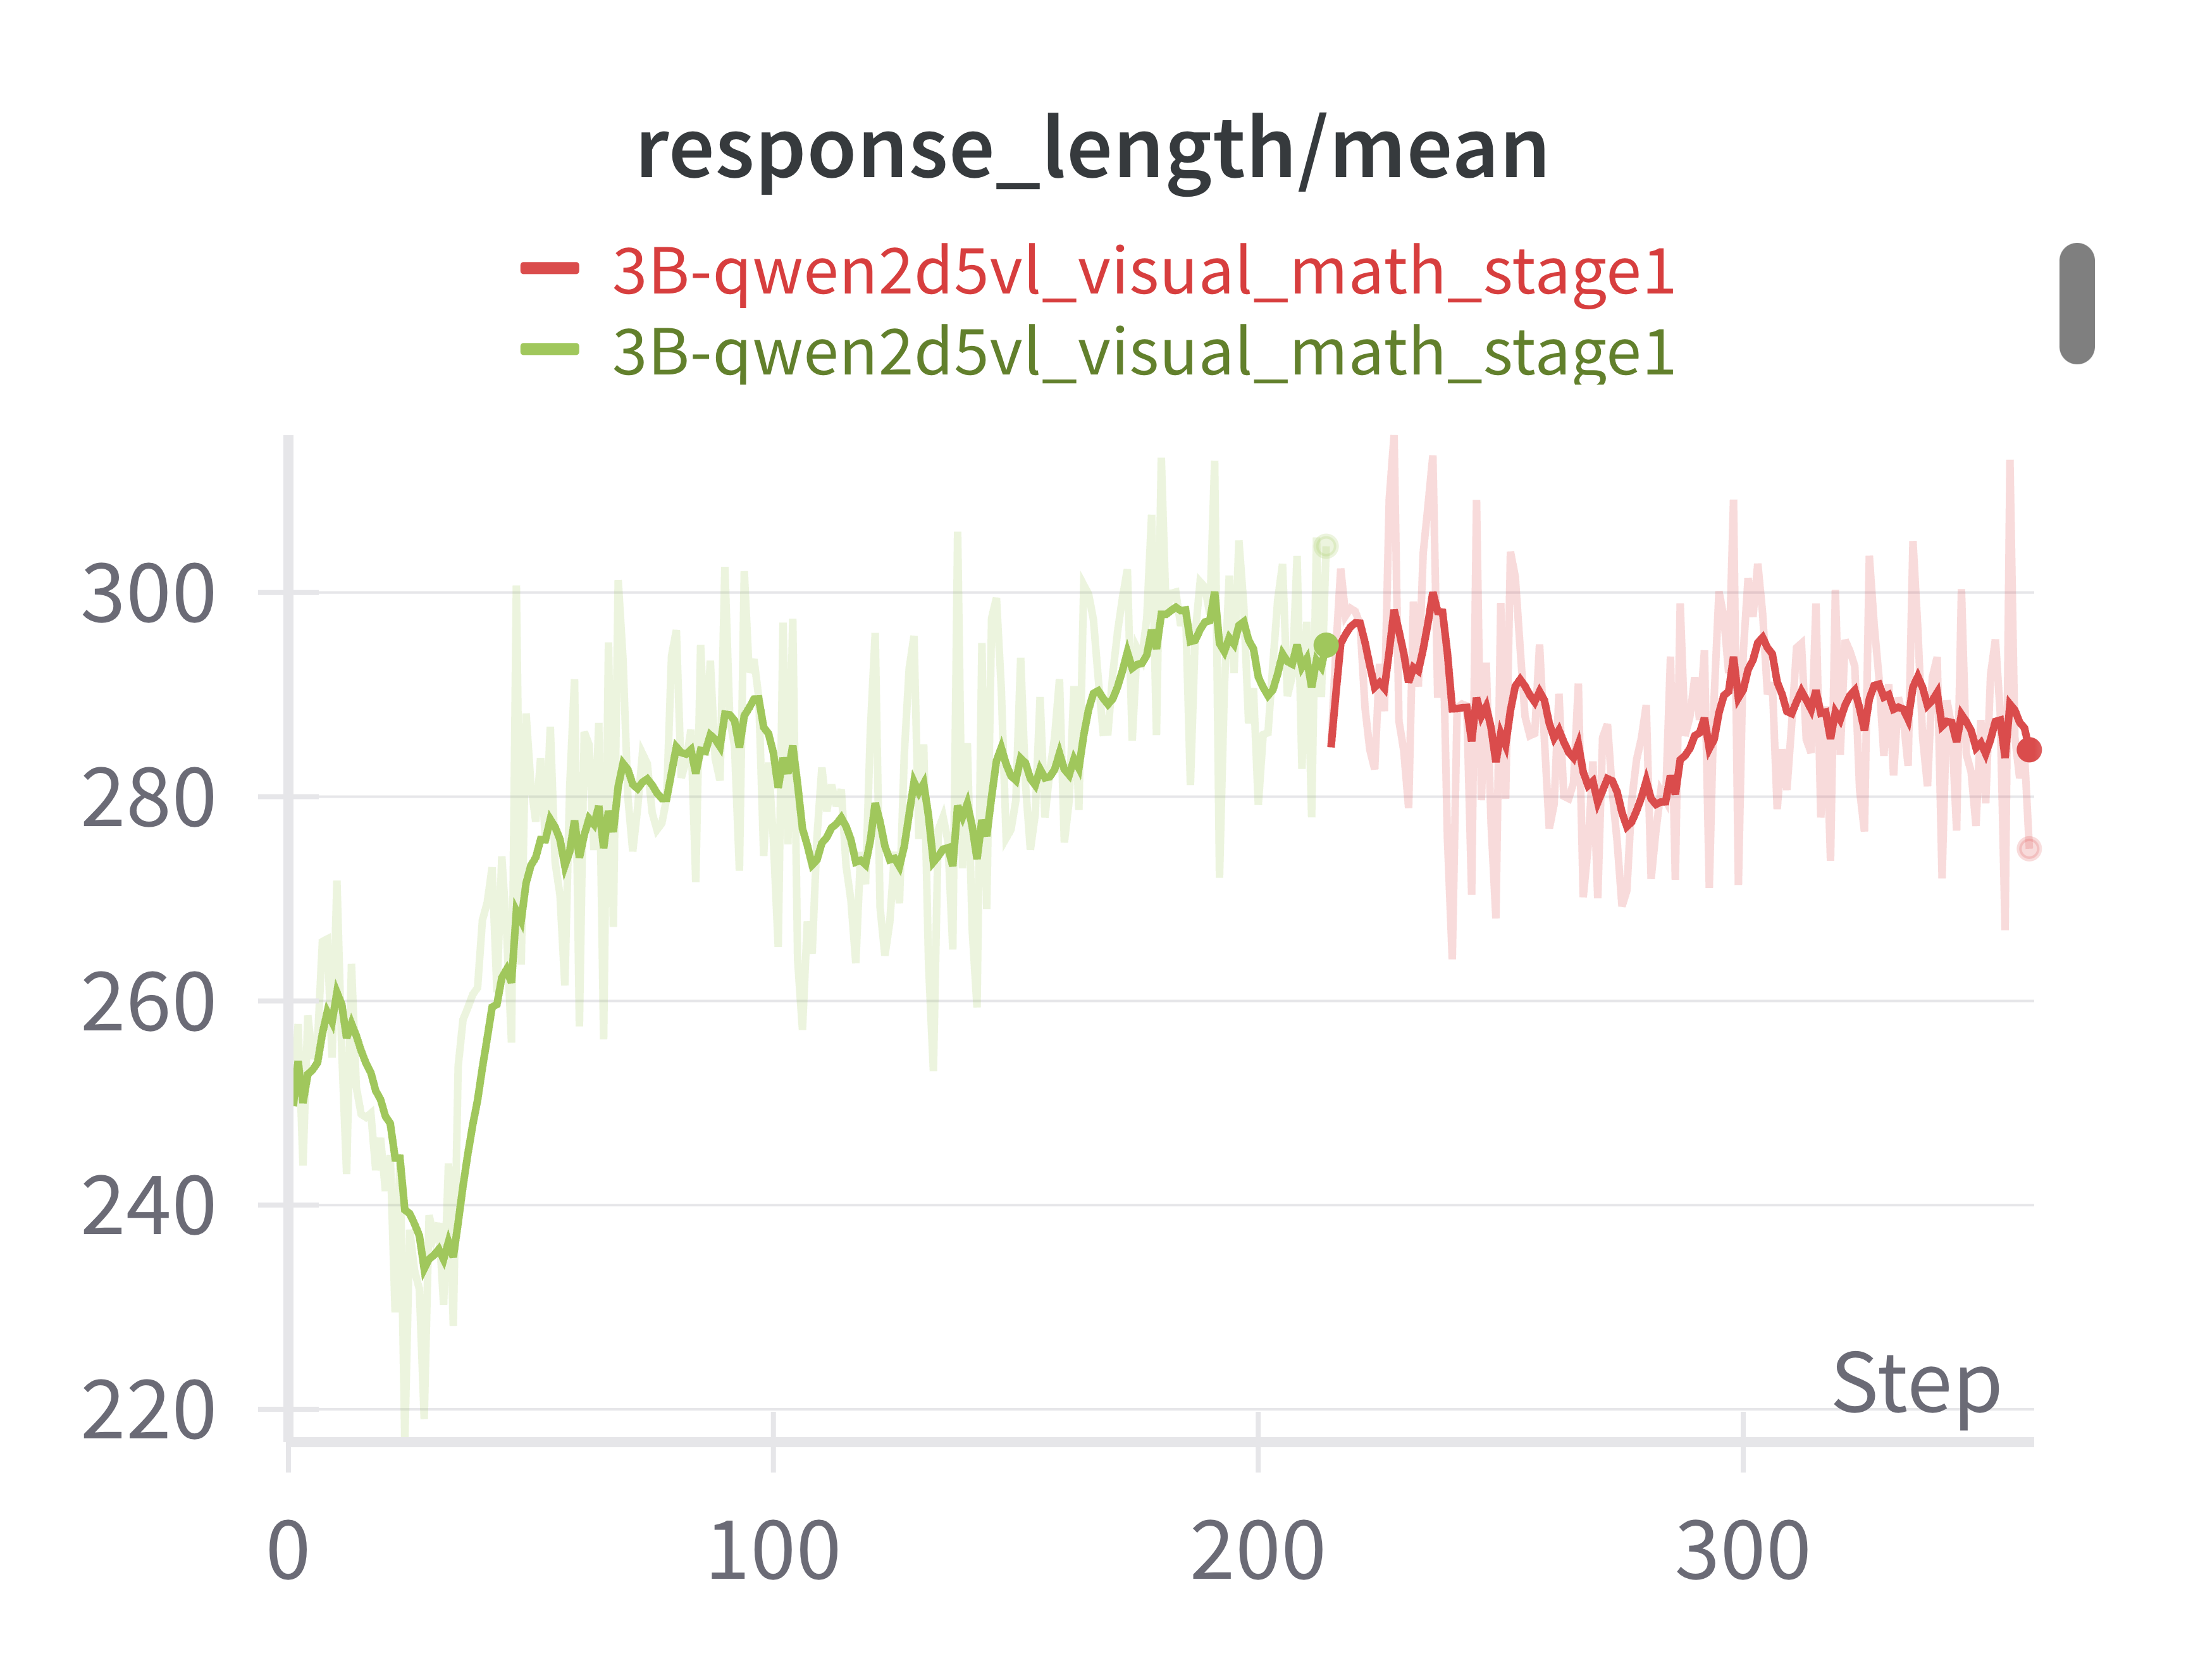 response_length/mean
3B-qwen2d5vl_visual_math_stage1
3B-qwen2d5vl_visual_math_stage1
300
280
260
240
220
Step
0 100 200 300